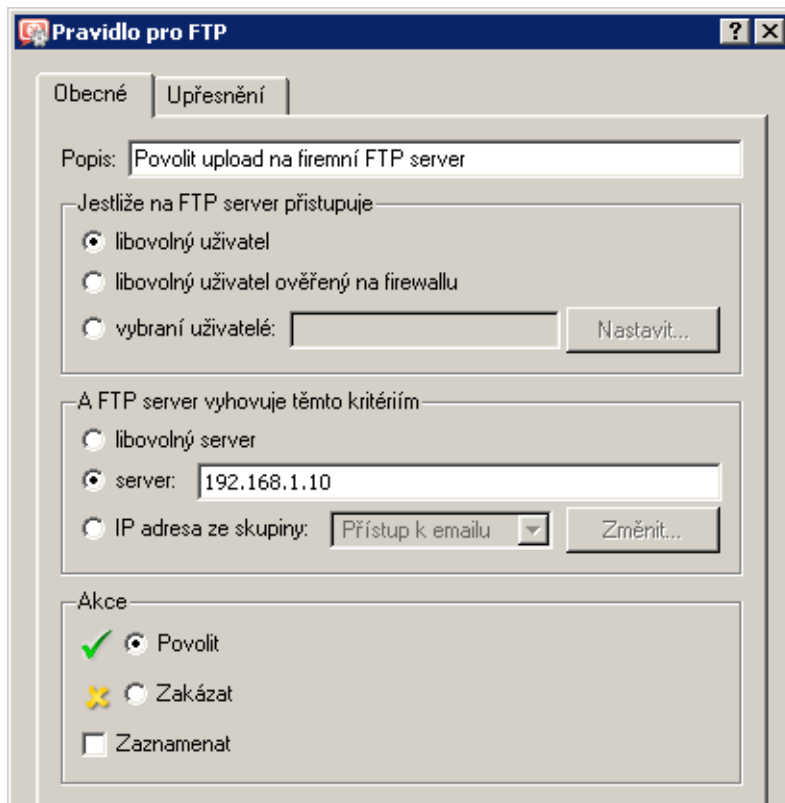 Pravidlo pro FTP
Obecné
Upřesnění
Popis: Povolit upload na firemní FTP server
Jestliže na FTP server přistupuje
libovolný uživatel
libovolný uživatel ověřený na firewallu
vybraní uživatelé: Nastavit...
A FTP server vyhovuje těmto kritériím
libovolný server
server: 192.168.1.10
IP adresa ze skupiny: Přístup k emailu Změnit...
Akce
Povolit
Zakázat
Zaznamenat